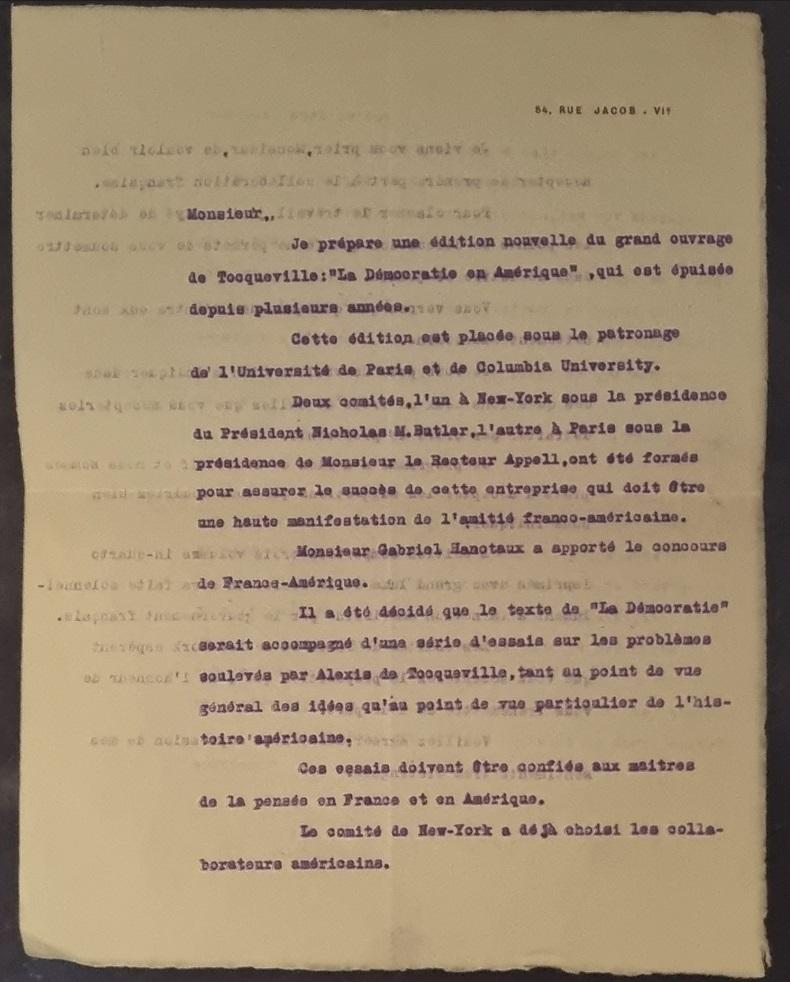 54, RUE JACOB . VIe
Monsieur,
Je prépare une édition nouvelle du grand ouvrage
de Tocqueville:"La Démocratie en Amérique" ,qui est épuisée
depuis plusieurs années.
Cette édition est placée sous le patronage
de l'Université de Paris et de Columbia University.
Deux comités,l'un à New-York sous la présidence
du Président Nicholas M.Butler,l'autre à Paris sous la
présidence de Monsieur le Recteur Appell,ont été formés
pour assurer le succès de cette entreprise qui doit être
une haute manifestation de l'amitié franco-américaine.
Monsieur Gabriel Hanotaux a apporté le concours
de France-Amérique.
Il a été décidé que le texte de "La Démocratie"
serait accompagné d'une série d'essais sur les problèmes
soulevés par Alexis de Tocqueville,tant au point de vue
général des idées qu'au point de vue particulier de l'his-
toire américaine.
Ces essais doivent être confiés aux maitres
de la pensée en France et en Amérique.
Le comité de New-York a déjà choisi les colla-
borateurs américains.